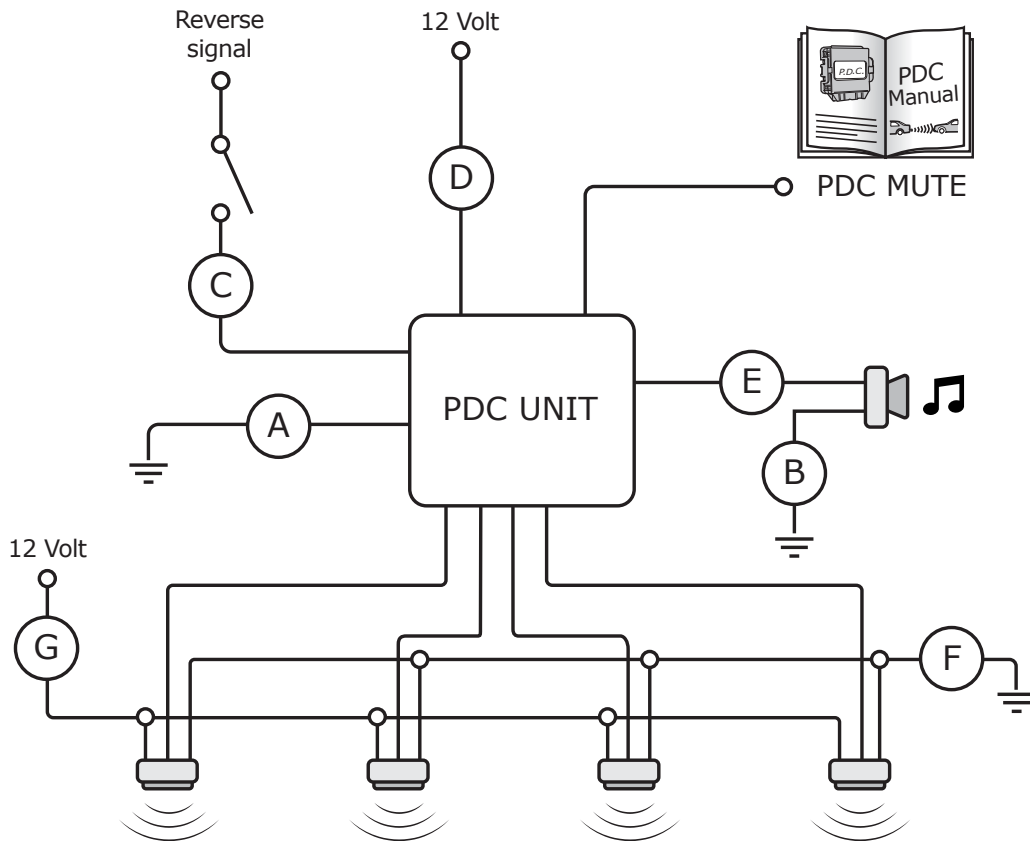 Reverse
signal
12 Volt
P.D.C.
PDC
Manual
PDC MUTE
D
C
E
PDC UNIT
A
B
12 Volt
G
F